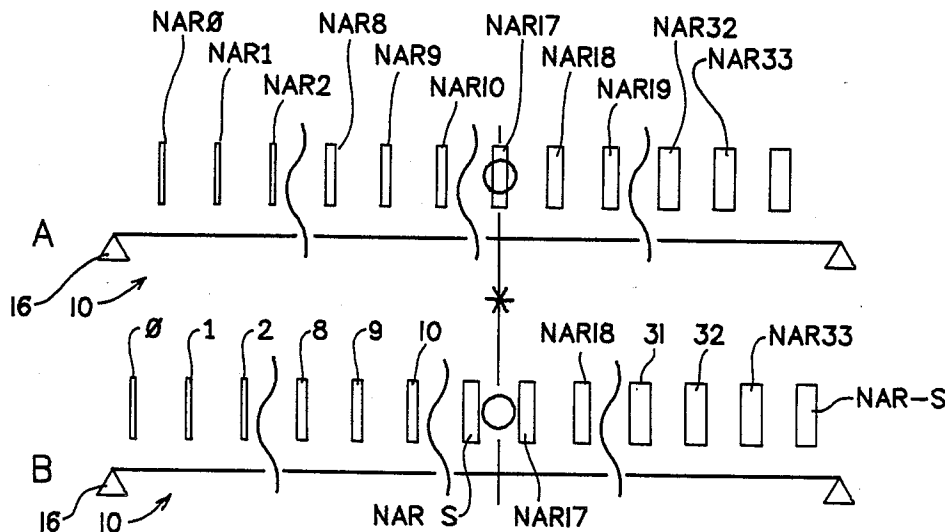 NARØ
NAR8
NAR17
NAR32
NAR1
NAR9
NAR18
NAR33
NAR2
NAR10
NAR19
A
16
10
Ø 1 2 8 9 10 NAR18 31 32 NAR33
NAR-S
B
16
10
NAR S
NAR17